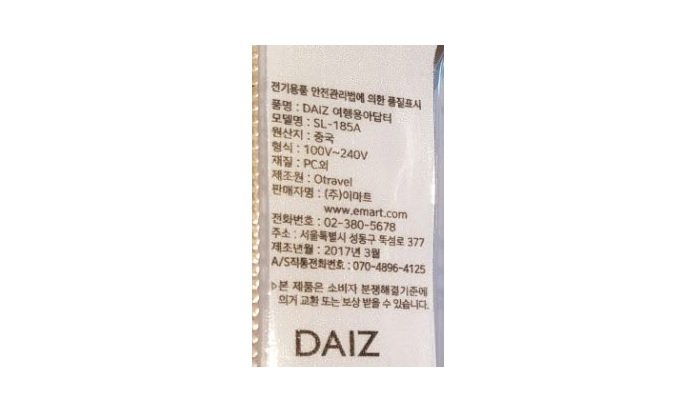 전기용품 안전관리법에 의한 품질표시
품명 : DAIZ 여행용아답터
모델명 : SL-185A
원산지 : 중국
형식 : 100V~240V
재질 : PC외
제조원 : Otravel
판매자명 : (주)이마트
www.emart.com
전화번호 : 02-380-5678
주소 : 서울특별시 성동구 뚝섬로 377
제조년월 : 2017년 3월
A/S직통전화번호 : 070-4896-4125
▷본 제품은 소비자 분쟁해결기준에
의거 교환 또는 보상 받을 수 있습니다.
DAIZ